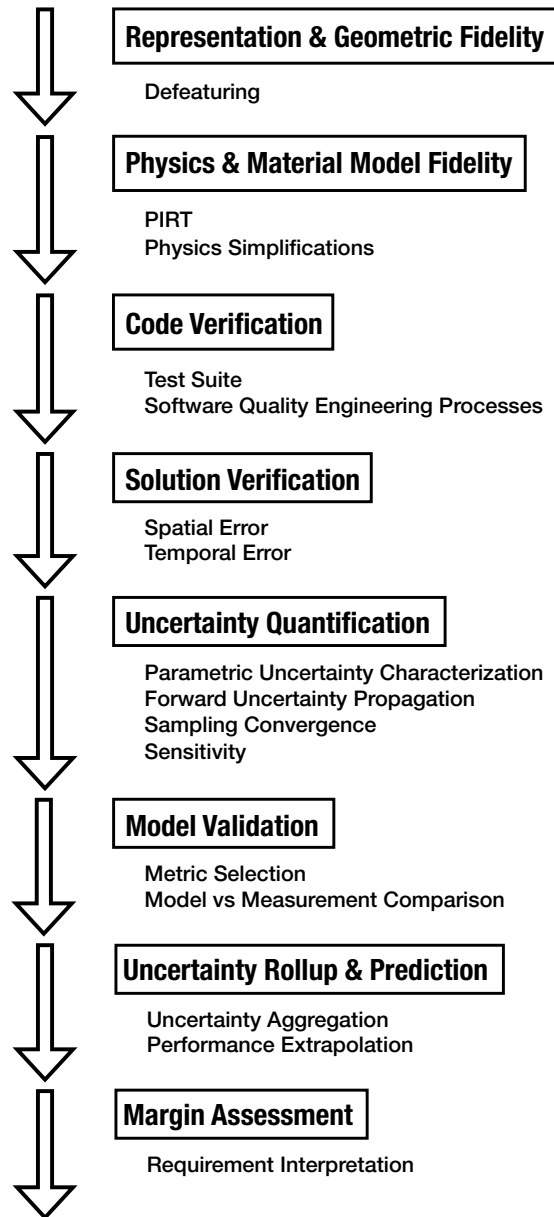 Representation & Geometric Fidelity
Defeaturing
Physics & Material Model Fidelity
PIRT
Physics Simplifications
Code Verification
Test Suite
Software Quality Engineering Processes
Solution Verification
Spatial Error
Temporal Error
Uncertainty Quantification
Parametric Uncertainty Characterization
Forward Uncertainty Propagation
Sampling Convergence
Sensitivity
Model Validation
Metric Selection
Model vs Measurement Comparison
Uncertainty Rollup & Prediction
Uncertainty Aggregation
Performance Extrapolation
Margin Assessment
Requirement Interpretation